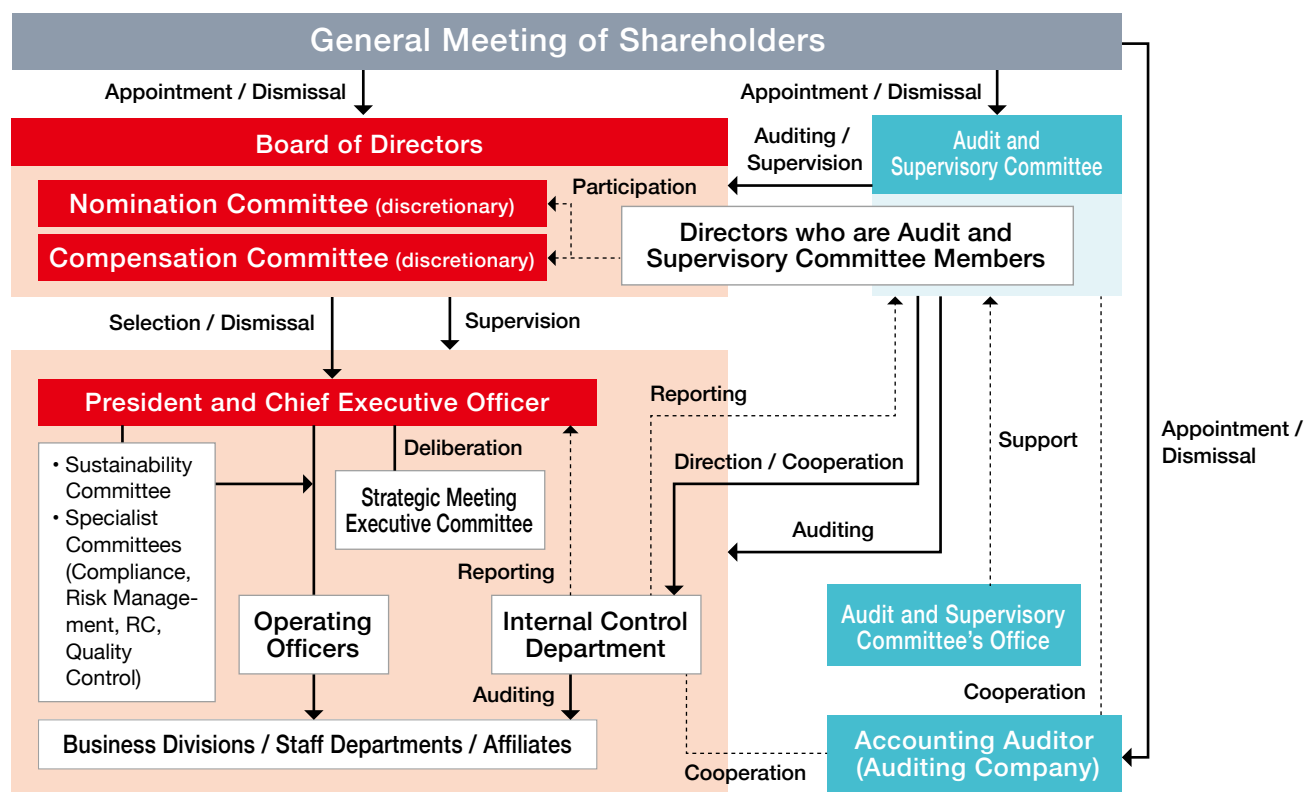 General Meeting of Shareholders
Appointment / Dismissal
Appointment / Dismissal
Board of Directors
Auditing /
Supervision
Audit and
Supervisory Committee
Nomination Committee (discretionary)
Participation
Compensation Committee (discretionary)
Directors who are Audit and
Supervisory Committee Members
Selection / Dismissal
Supervision
President and Chief Executive Officer
Reporting
Deliberation
Support
Appointment /
Dismissal
• Sustainability
Committee
• Specialist
Committees
(Compliance,
Risk Manage-
ment, RC,
Quality
Control)
Strategic Meeting
Executive Committee
Direction / Cooperation
Auditing
Reporting
Operating
Officers
Internal Control
Department
Audit and Supervisory
Committee's Office
Auditing
Cooperation
Business Divisions / Staff Departments / Affiliates
Cooperation
Accounting Auditor
(Auditing Company)